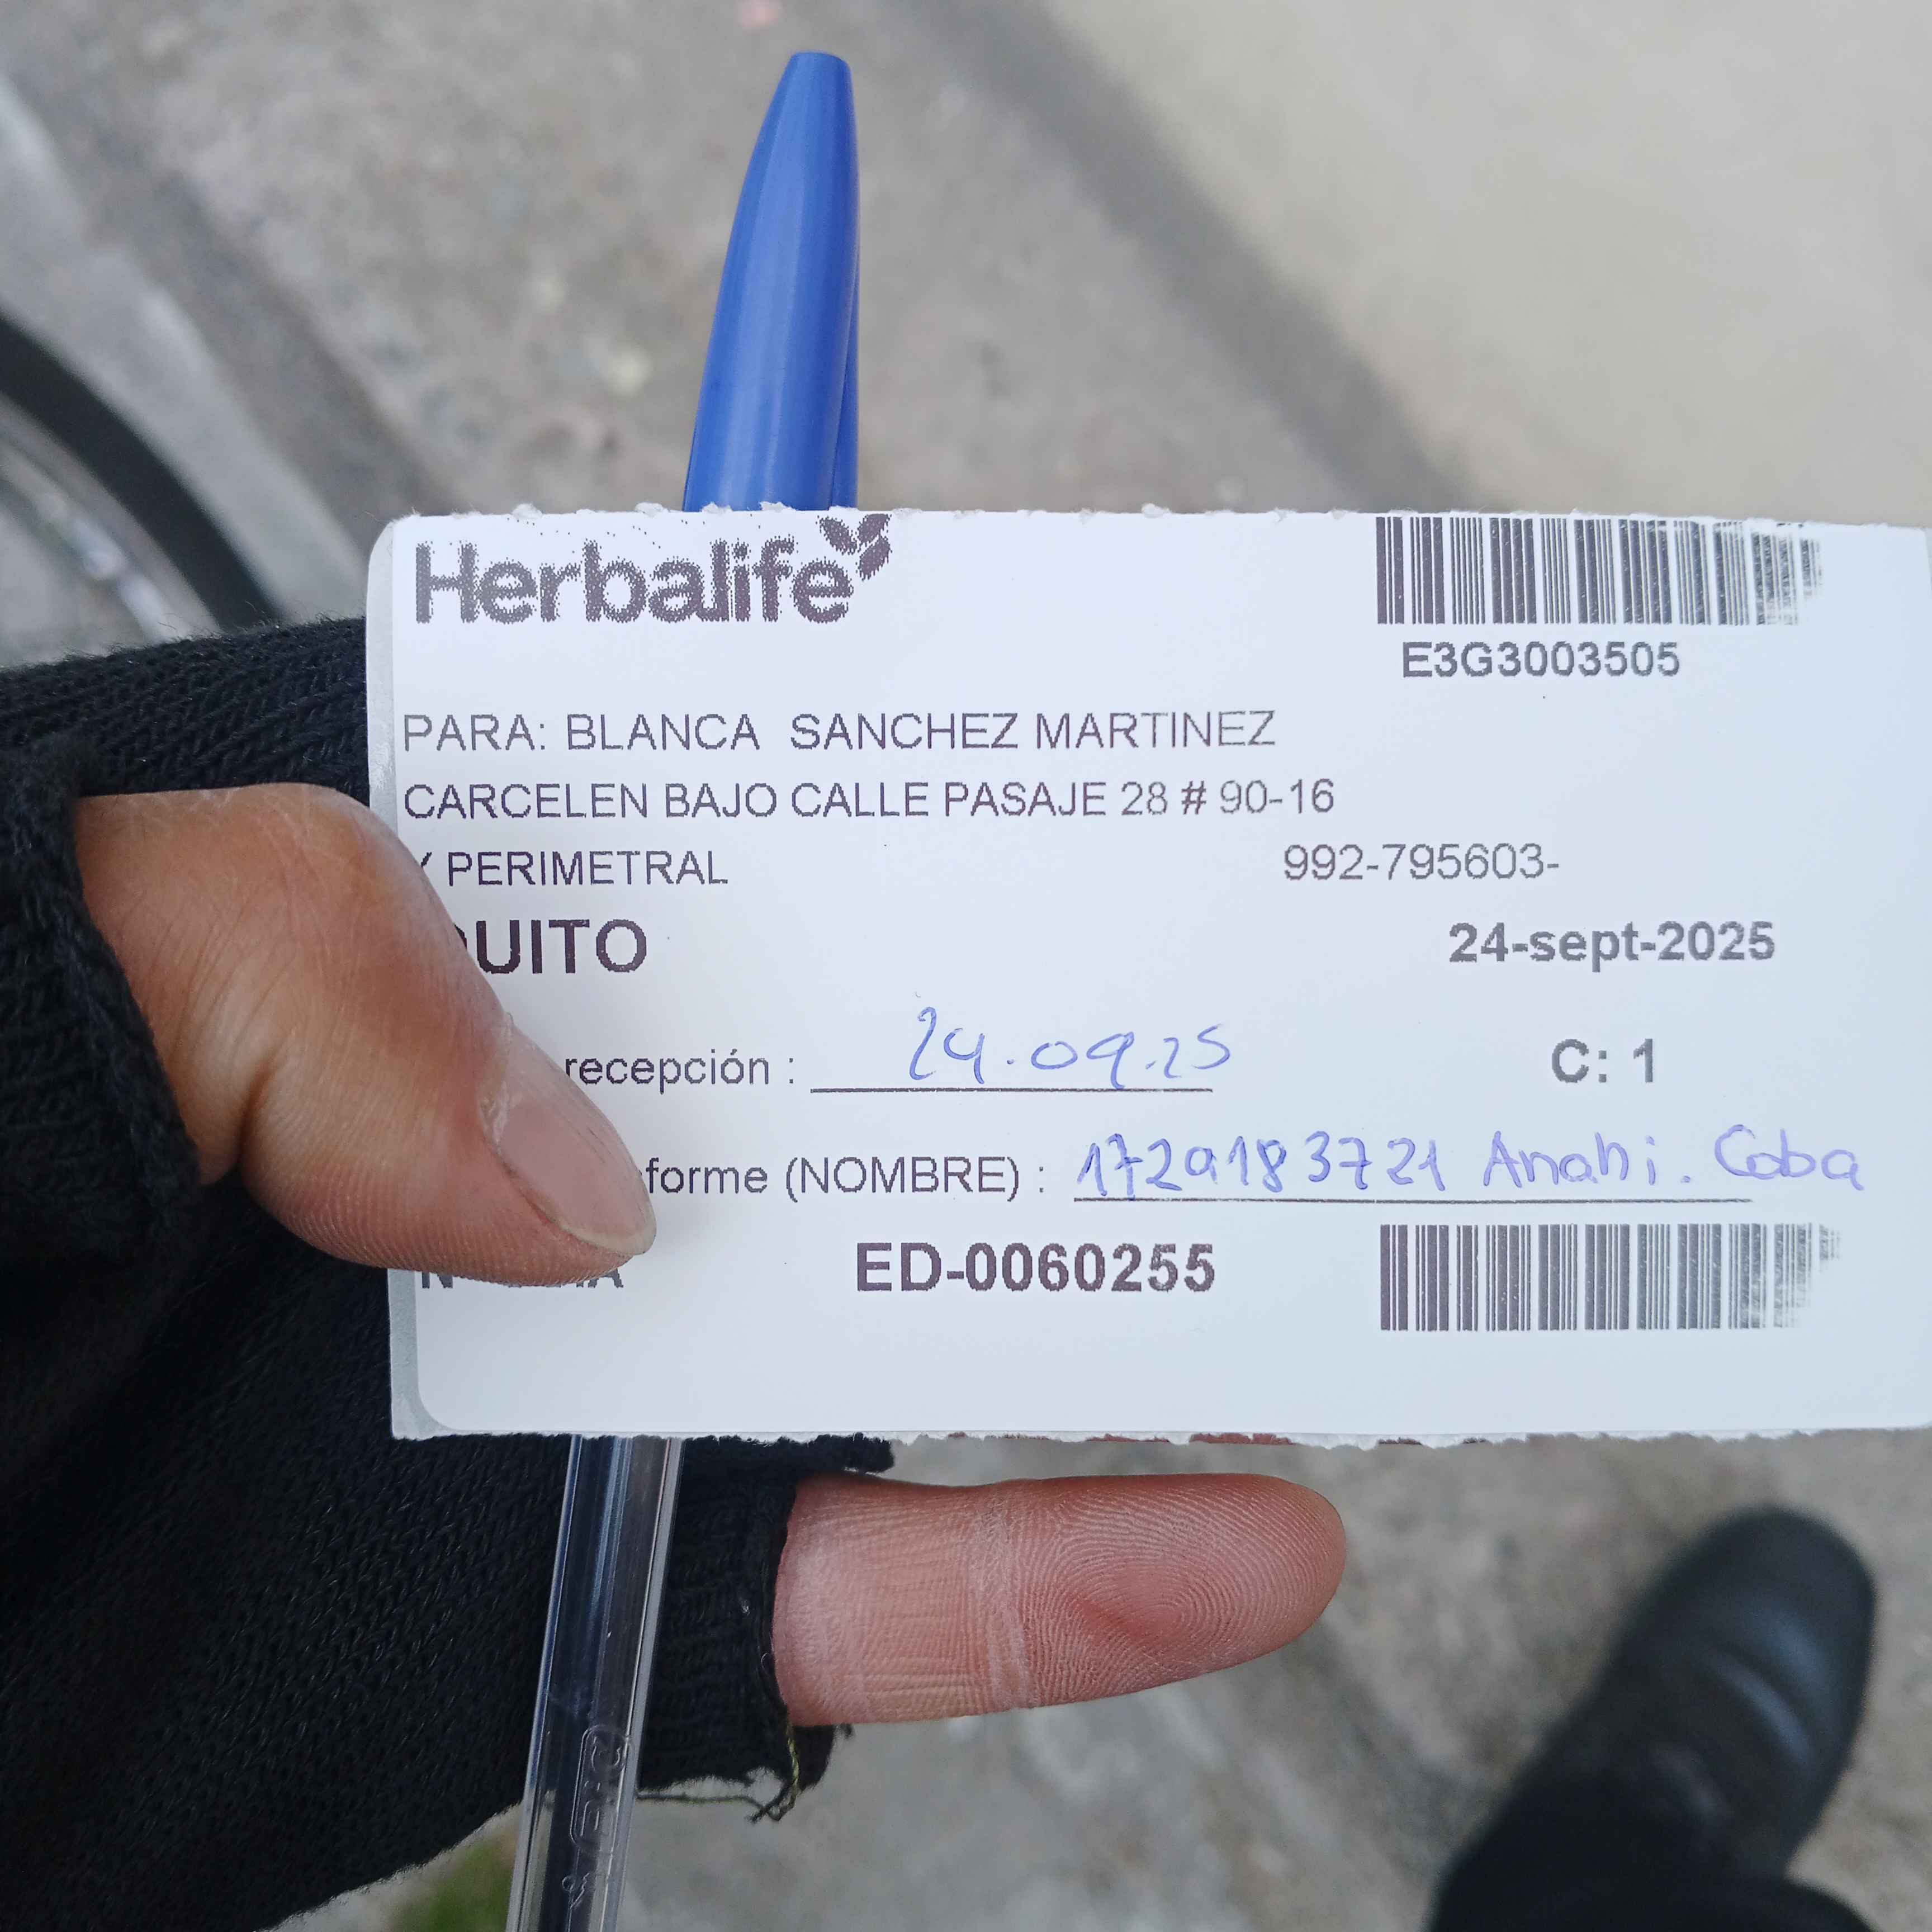 Herbalife
E3G3003505
PARA: BLANCA SANCHEZ MARTINEZ
CARCELEN BAJO CALLE PASAJE 28 # 90-16
Y PERIMETRAL 992-795603-
QUITO 24-sept-2025
recepción : 24.09.25 C: 1
forme (NOMBRE) : 1729183721 Anahi. Coba
ED-0060255